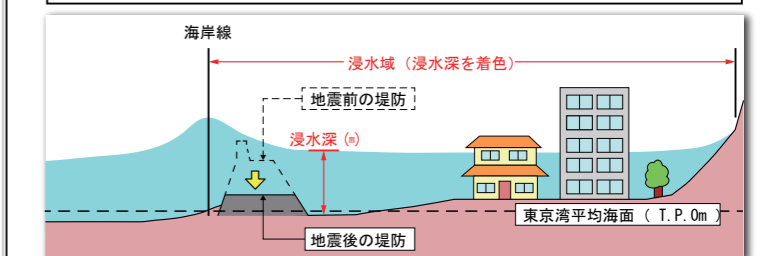 海岸線
浸水域（浸水深を着色）
地震前の堤防
浸水深(m)
東京湾平均海面（ T.P.0m ）
地震後の堤防